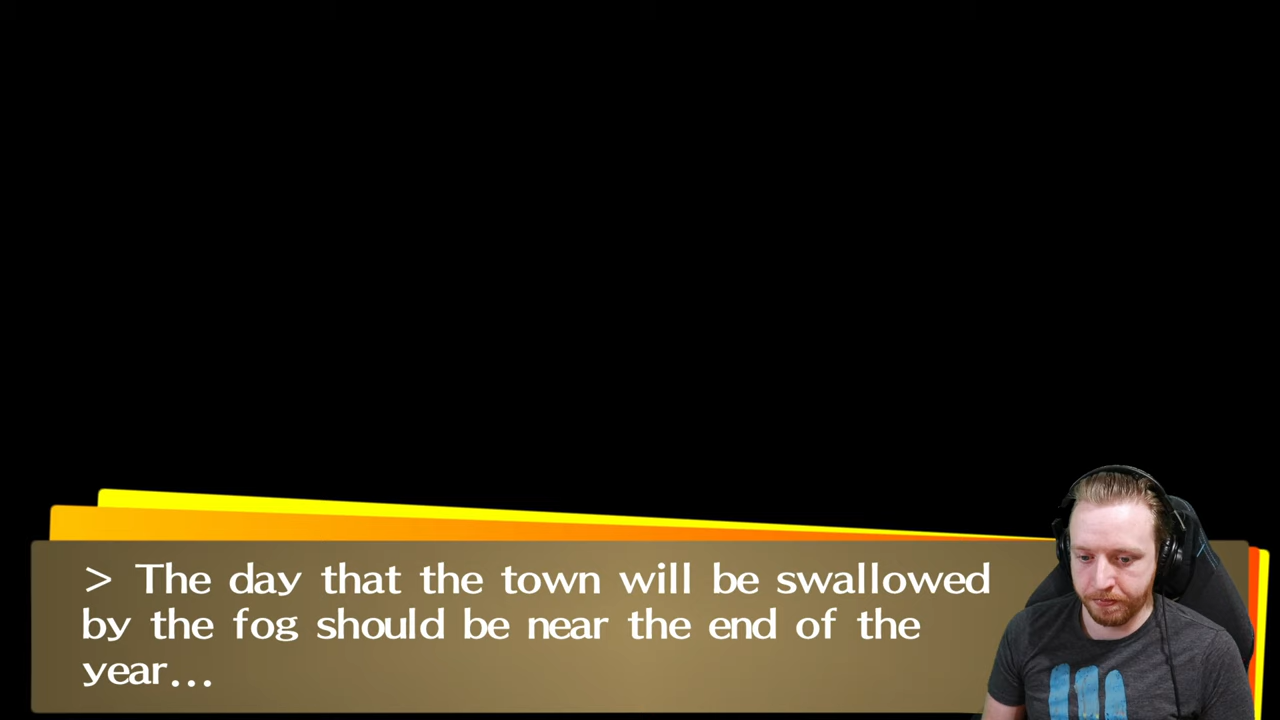 > The day that the town will be swallowed
by the fog should be near the end of the
year...